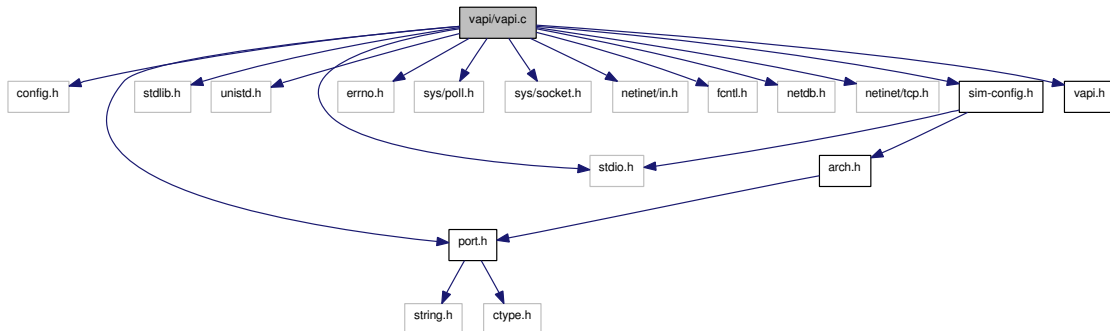 vapi/vapi.c
config.h
stdlib.h
unistd.h
errno.h
sys/poll.h
sys/socket.h
netinet/in.h
fcntl.h
netdb.h
netinet/tcp.h
sim-config.h
vapi.h
stdio.h
arch.h
port.h
string.h
ctype.h